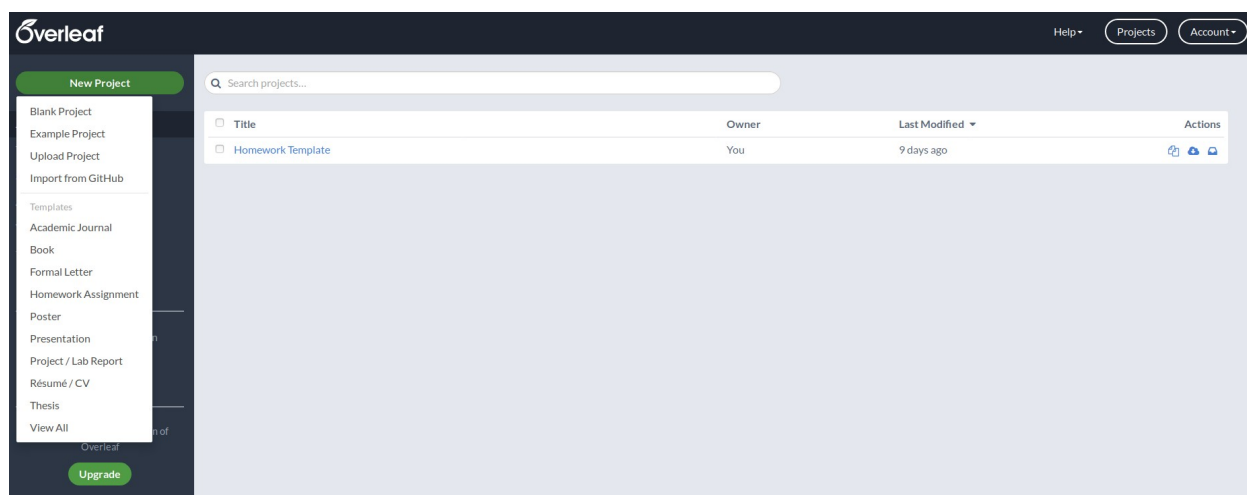 Overleaf
Help
Projects
Account
New Project
Blank Project
Example Project
Upload Project
Import from GitHub
Templates
Academic Journal
Book
Formal Letter
Homework Assignment
Poster
Presentation
Project / Lab Report
Résumé / CV
Thesis
View All
Overleaf
Upgrade
Search projects...
Title Owner Last Modified Actions
Homework Template You 9 days ago